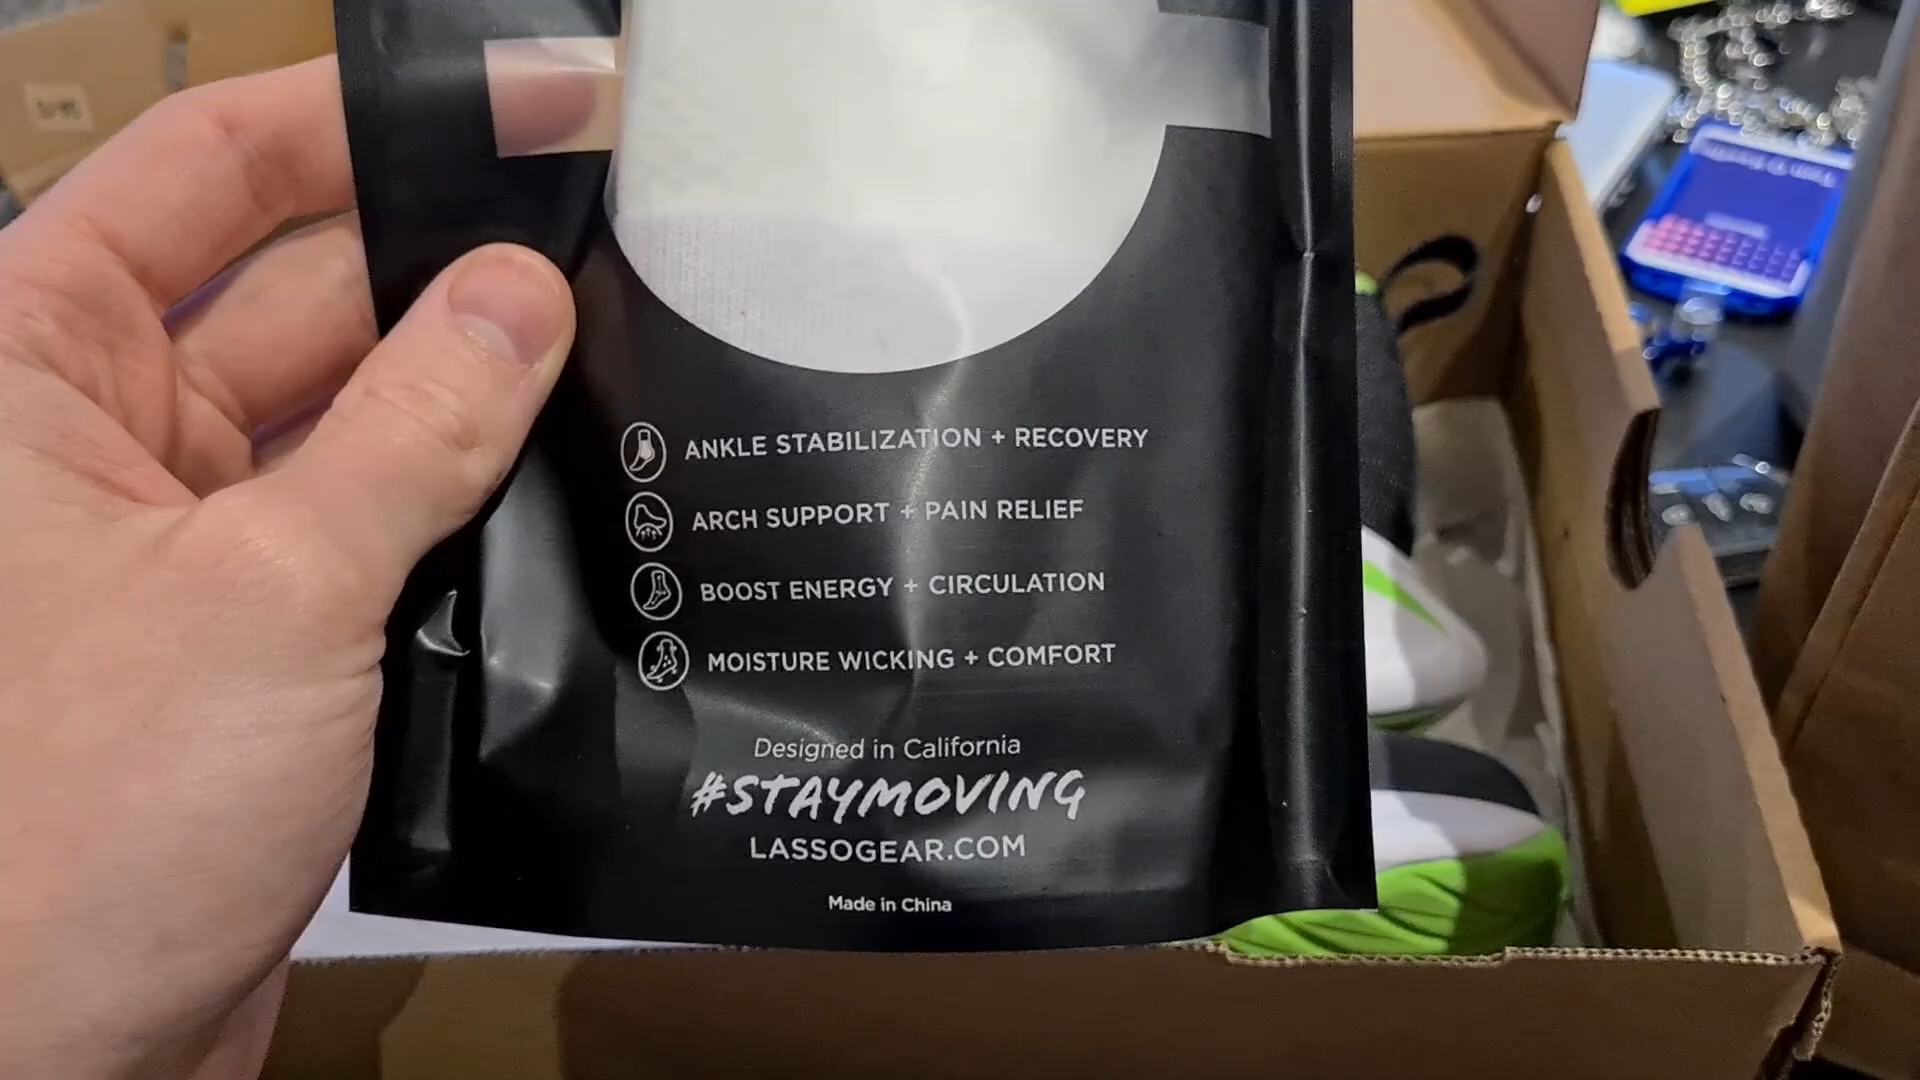 ANKLE STABILIZATION + RECOVERY
ARCH SUPPORT + PAIN RELIEF
BOOST ENERGY + CIRCULATION
MOISTURE WICKING + COMFORT
Designed in California
#STAYMOVING
LASSOGEAR.COM
Made in China